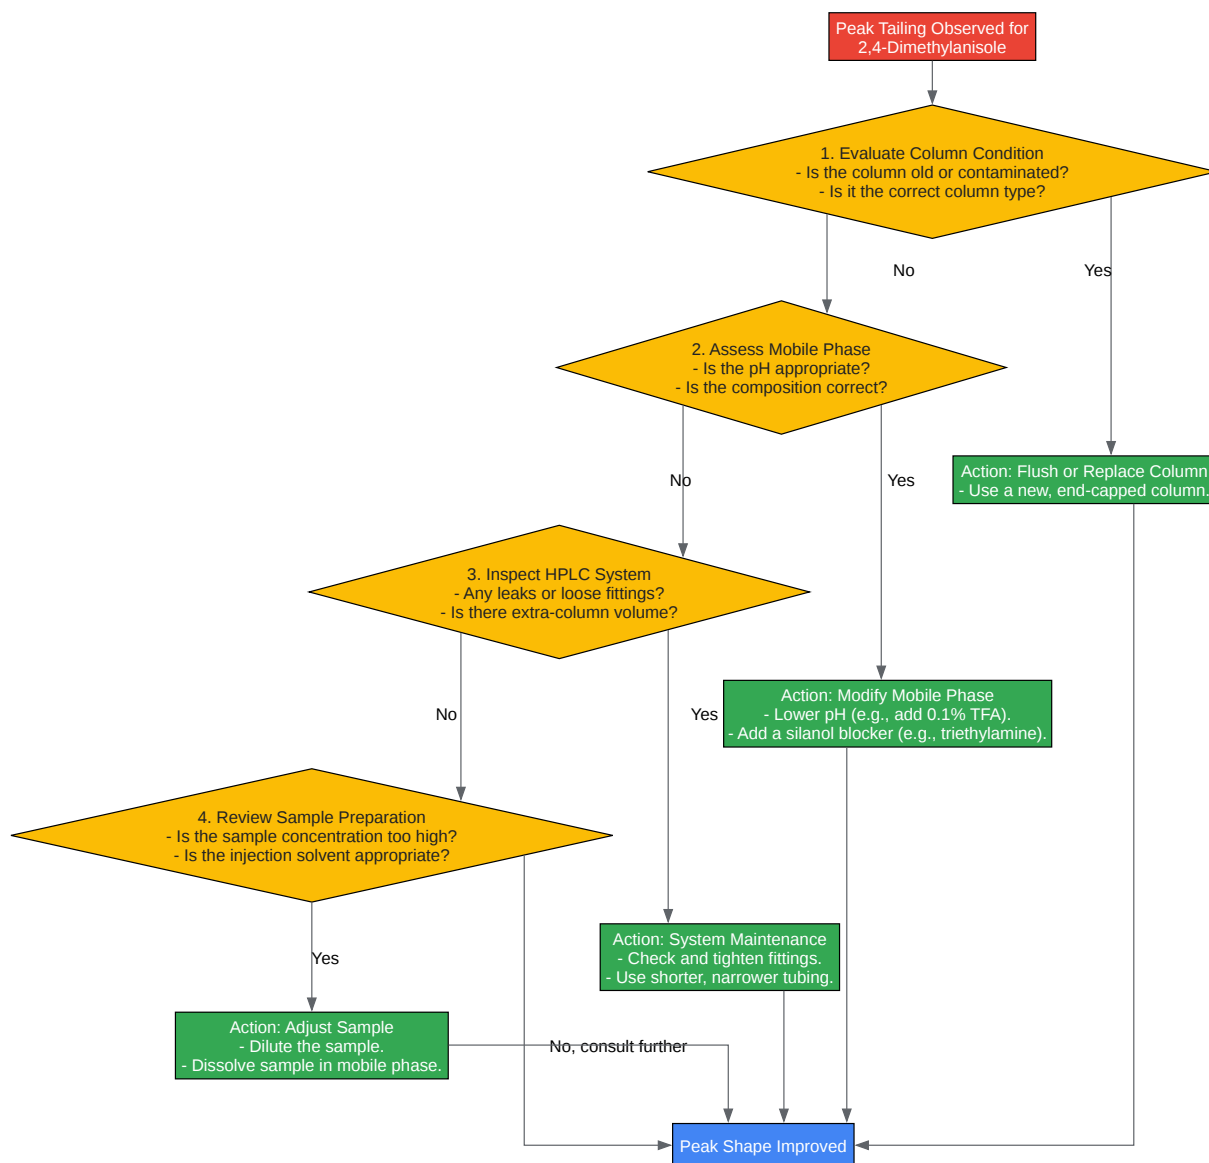 Peak Tailing Observed for
2,4-Dimethylanisole
1. Evaluate Column Condition
- Is the column old or contaminated?
- Is it the correct column type?
No
Yes
2. Assess Mobile Phase
- Is the pH appropriate?
- Is the composition correct?
Action: Flush or Replace Column
- Use a new, end-capped column.
No
Yes
3. Inspect HPLC System
- Any leaks or loose fittings?
- Is there extra-column volume?
Action: Modify Mobile Phase
- Lower pH (e.g., add 0.1% TFA).
- Add a silanol blocker (e.g., triethylamine).
No
Yes
4. Review Sample Preparation
- Is the sample concentration too high?
- Is the injection solvent appropriate?
Action: System Maintenance
- Check and tighten fittings.
- Use shorter, narrower tubing.
Yes
Action: Adjust Sample
- Dilute the sample.
- Dissolve sample in mobile phase.
No, consult further
Peak Shape Improved